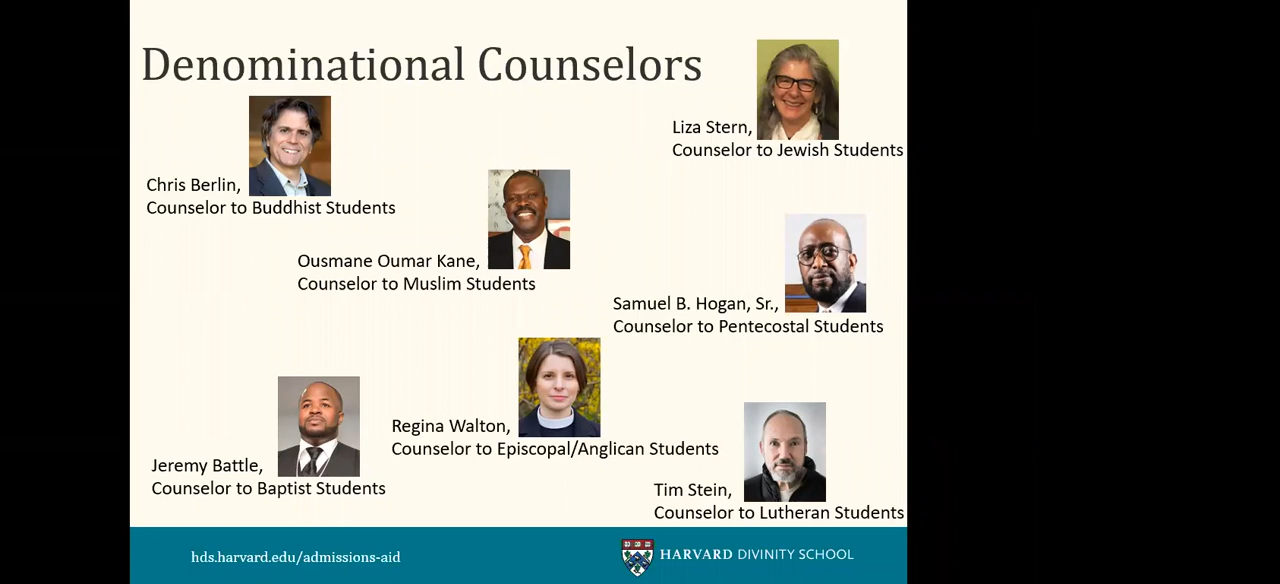 Denominational Counselors
Liza Stern,
Counselor to Jewish Students
Chris Berlin,
Counselor to Buddhist Students
Ousmane Oumar Kane,
Counselor to Muslim Students
Samuel B. Hogan, Sr.,
Counselor to Pentecostal Students
Regina Walton,
Counselor to Episcopal/Anglican Students
Jeremy Battle,
Counselor to Baptist Students
Tim Stein,
Counselor to Lutheran Students
hds.harvard.edu/admissions-aid
HARVARD DIVINITY SCHOOL